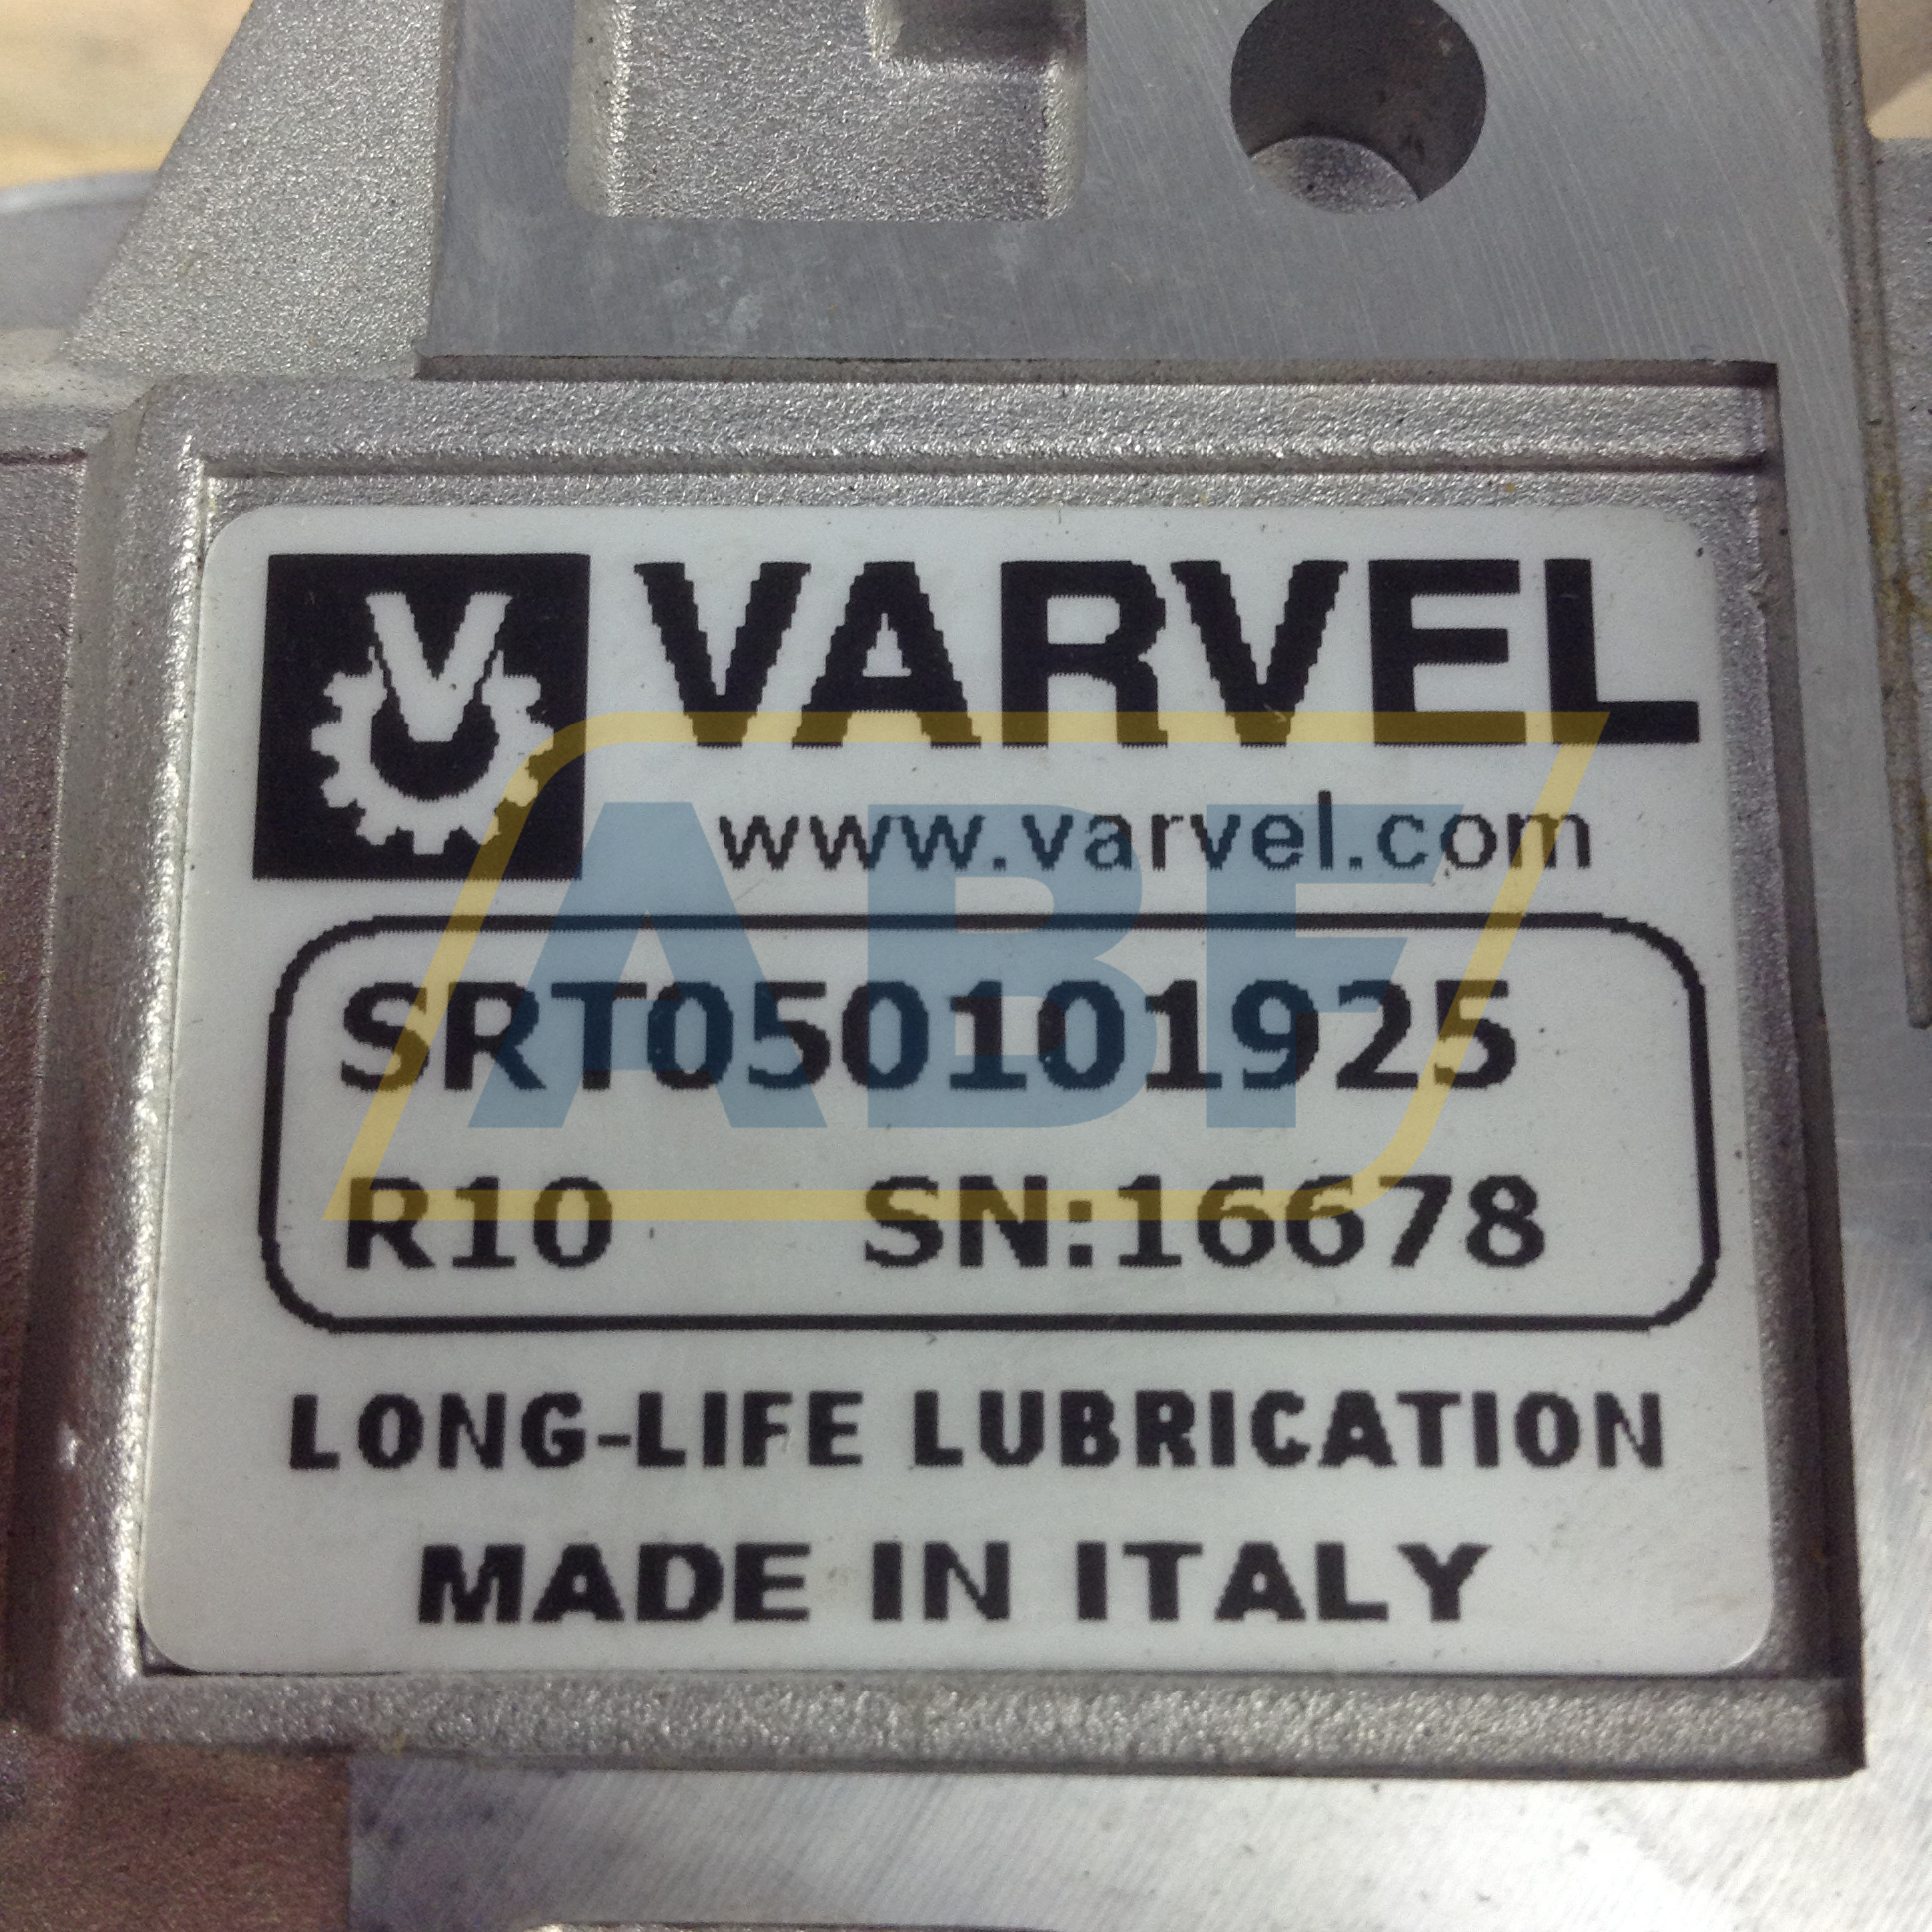 VARVEL
www.varvel.com
SRT050101925
R10 SN:16678
LONG-LIFE LUBRICATION
MADE IN ITALY
ABF